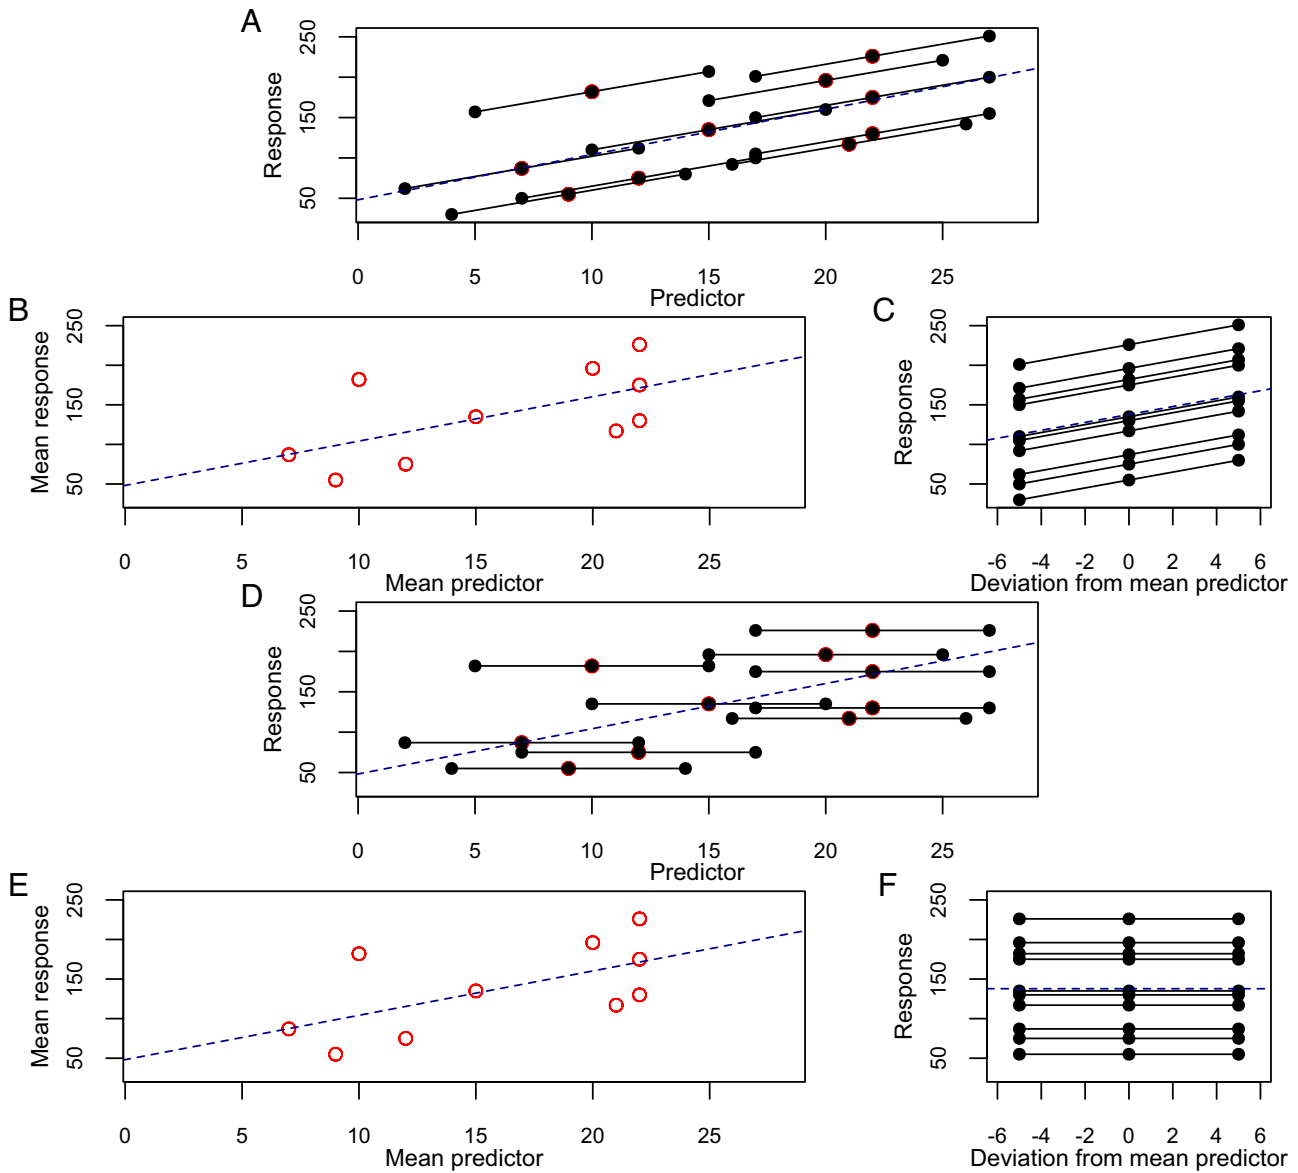 A
Response
50 150 250
0 5 10 15 20 25
Predictor
B
Mean response
50 150 250
0 5 10 15 20 25
Mean predictor
C
Response
50 150 250
-6 -4 -2 0 2 4 6
Deviation from mean predictor
D
Response
50 150 250
0 5 10 15 20 25
Predictor
E
Mean response
50 150 250
0 5 10 15 20 25
Mean predictor
F
Response
50 150 250
-6 -4 -2 0 2 4 6
Deviation from mean predictor